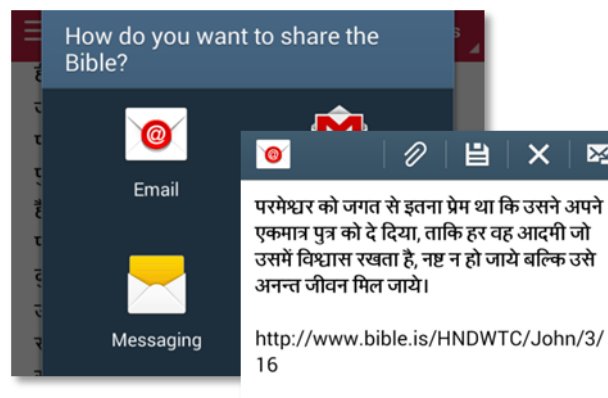 How do you want to share the
Bible?
Email
Messaging
परमेश्वर को जगत से इतना प्रेम था कि उसने अपने
एकमात्र पुत्र को दे दिया, ताकि हर वह आदमी जो
उसमें विश्वास रखता है, नष्ट न हो जाये बल्कि उसे
अनन्त जीवन मिल जाये।
http://www.bible.is/HNDWTC/John/3/
16